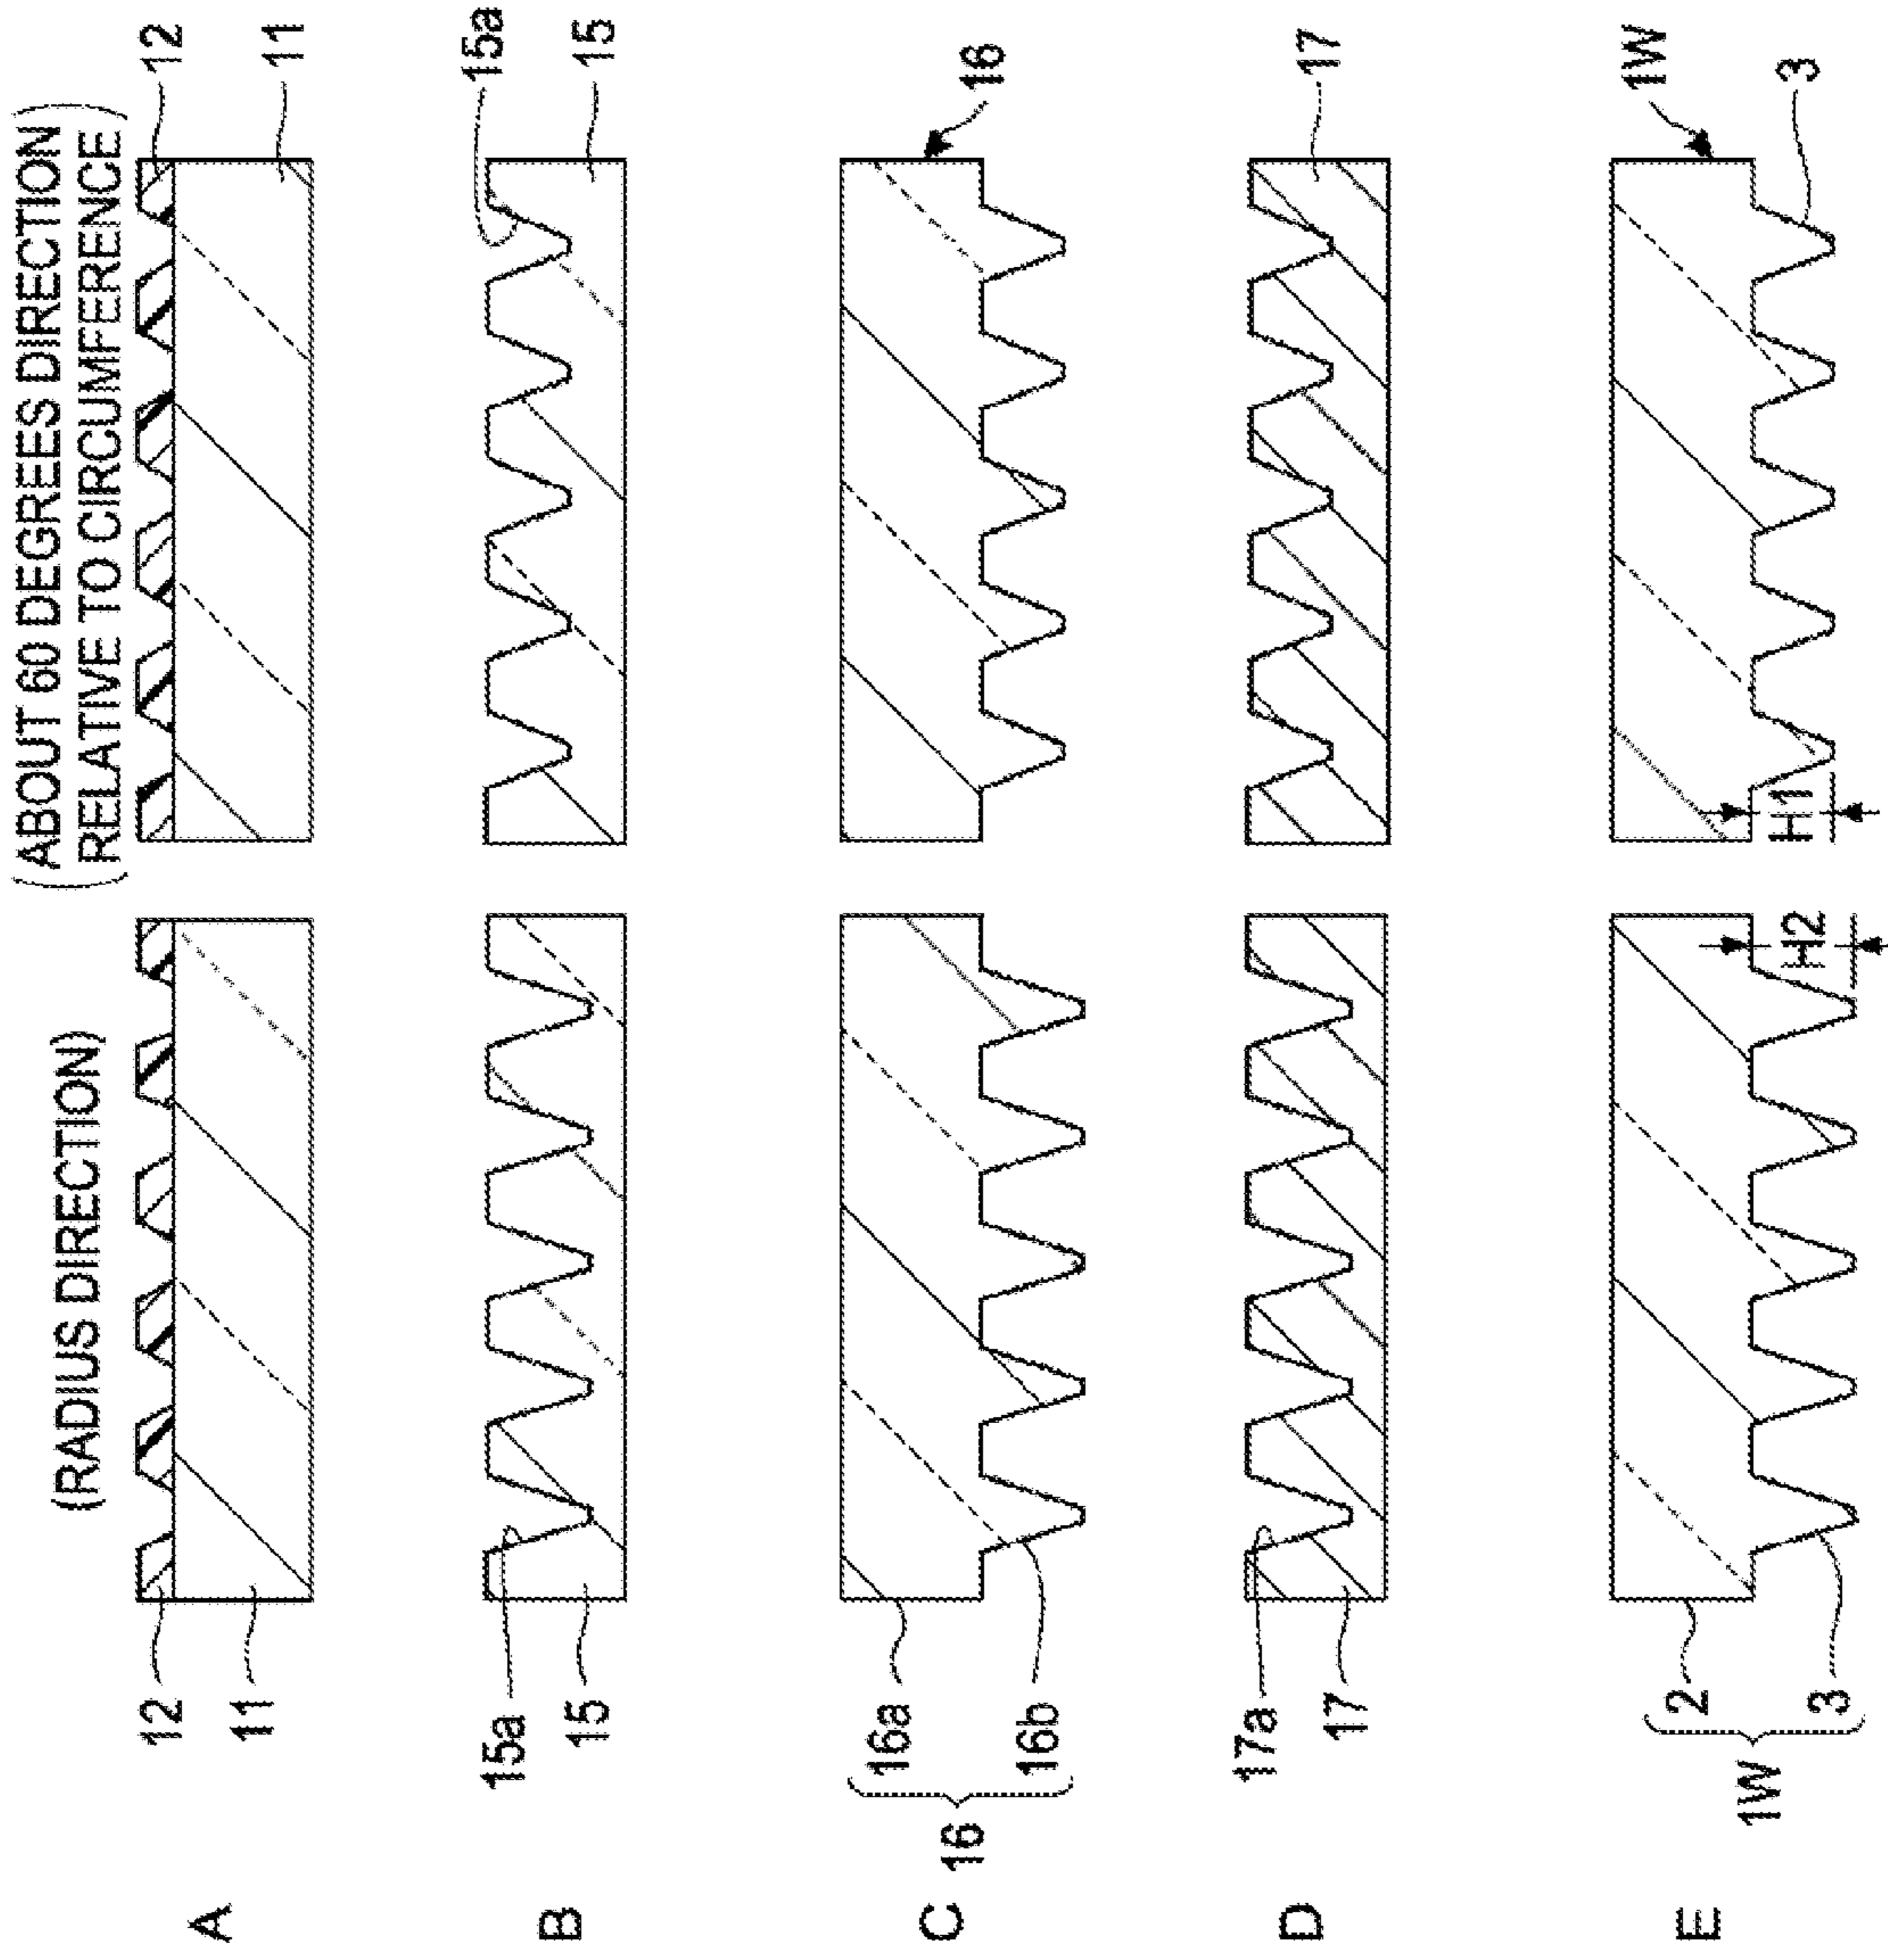 (RADIUS DIRECTION)
(ABOUT 60 DEGREES DIRECTION
RELATIVE TO CIRCUMFERENCE)
A
12
11
12
11
B
15a
15
15a
15
C
16
16a
16b
16
D
17a
17
17
E
1W
2
3
H2
H1
1W
3